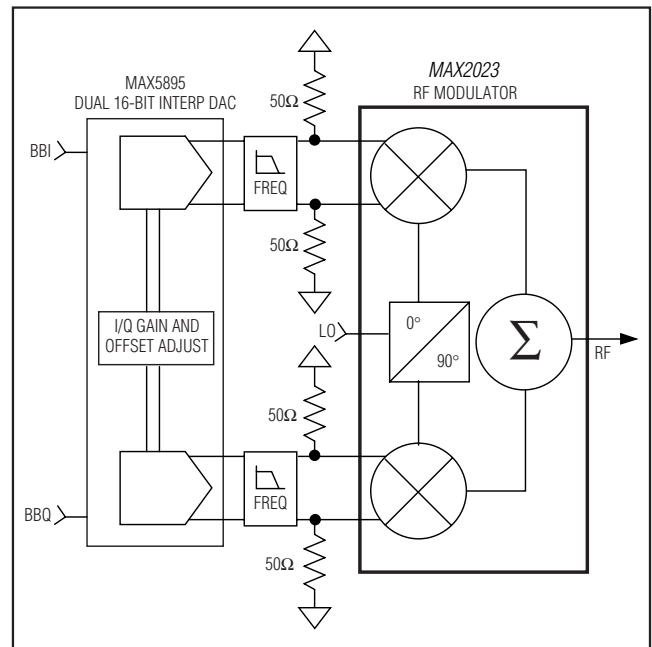 MAX5895
DUAL 16-BIT INTERP DAC
MAX2023
RF MODULATOR
50Ω
BBI
FREQ
50Ω
I/Q GAIN AND
OFFSET ADJUST
LO
0°
90°
Σ
RF
50Ω
FREQ
BBQ
50Ω